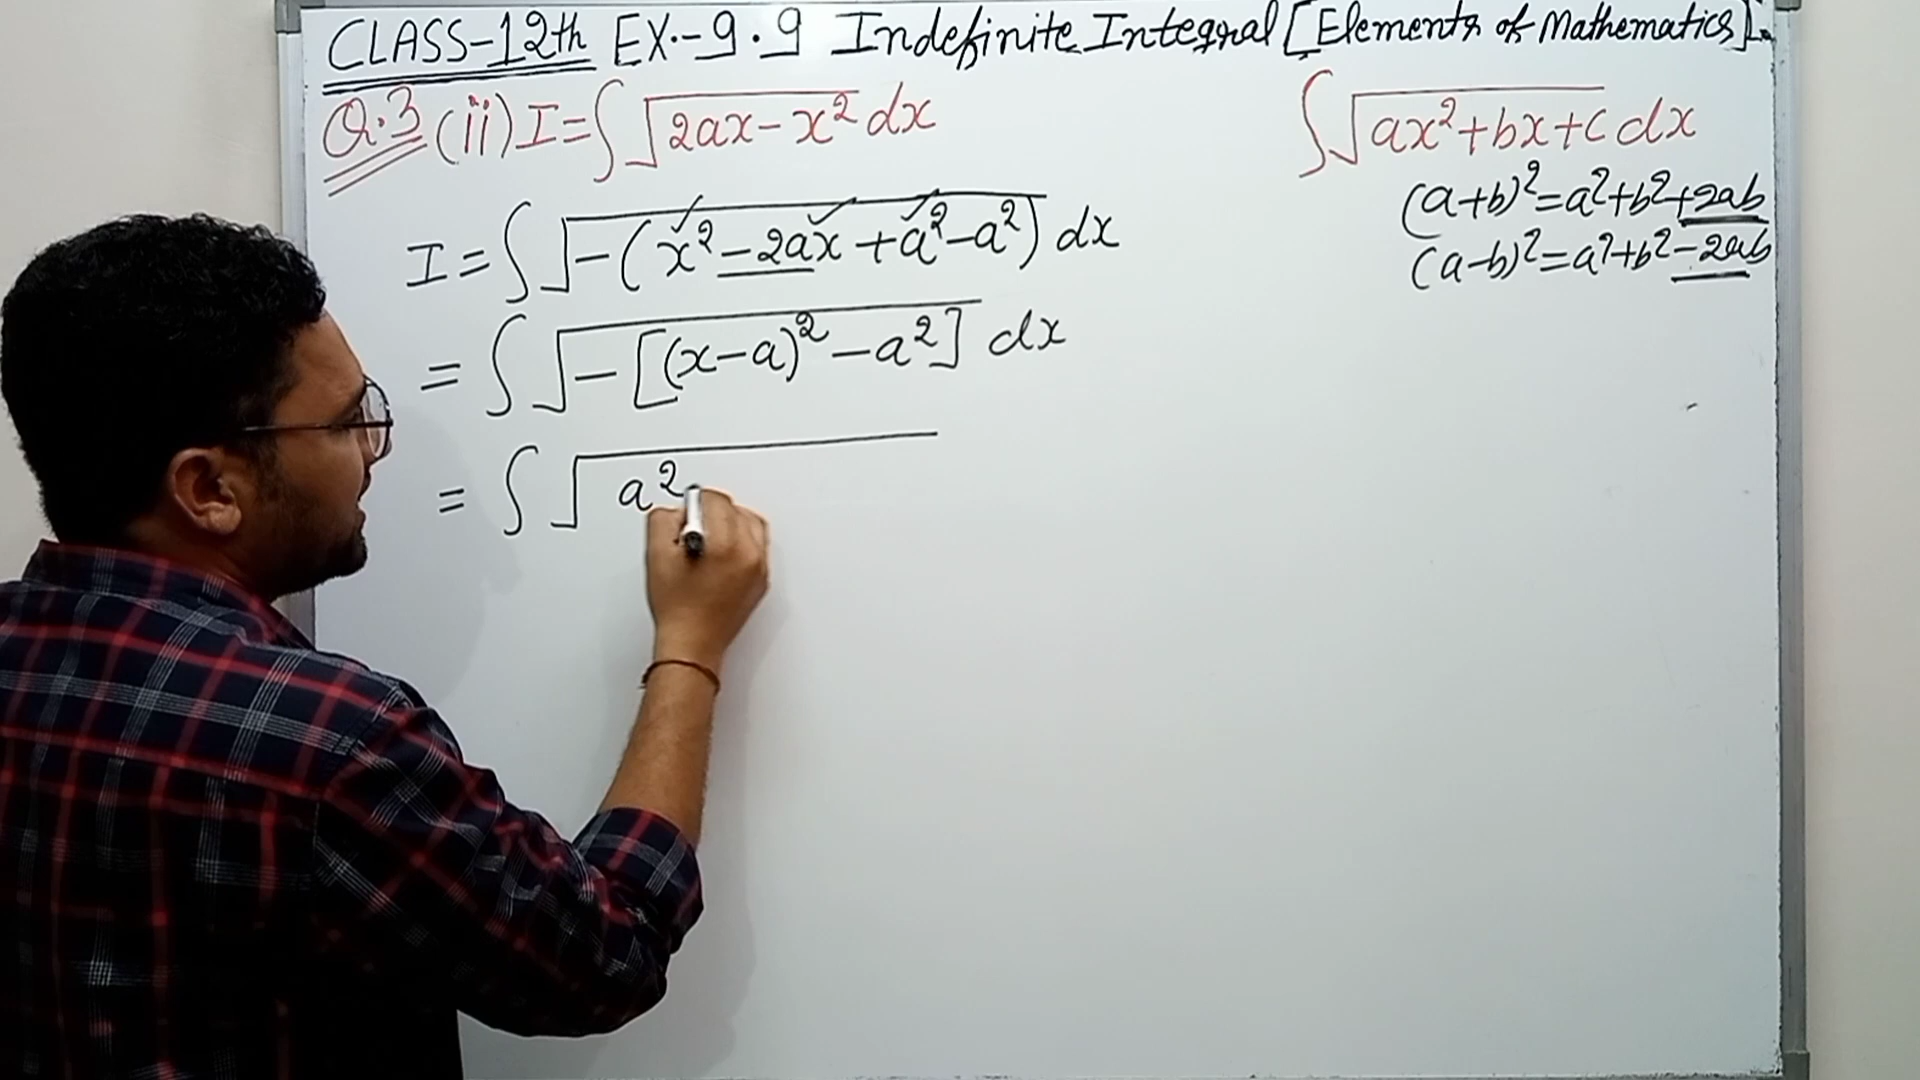 CLASS-12th EX.-9.9 Indefinite Integral [Elements of Mathematics]:
Q.3 (ii) I=∫√(2ax-x²) dx
∫√(ax²+bx+c) dx
(a+b)²=a²+b²+2ab
(a-b)²=a²+b²-2ab
I=∫√(-(x²-2ax+a²-a²)) dx
=∫√(-[(x-a)²-a²]) dx
=∫√(a²